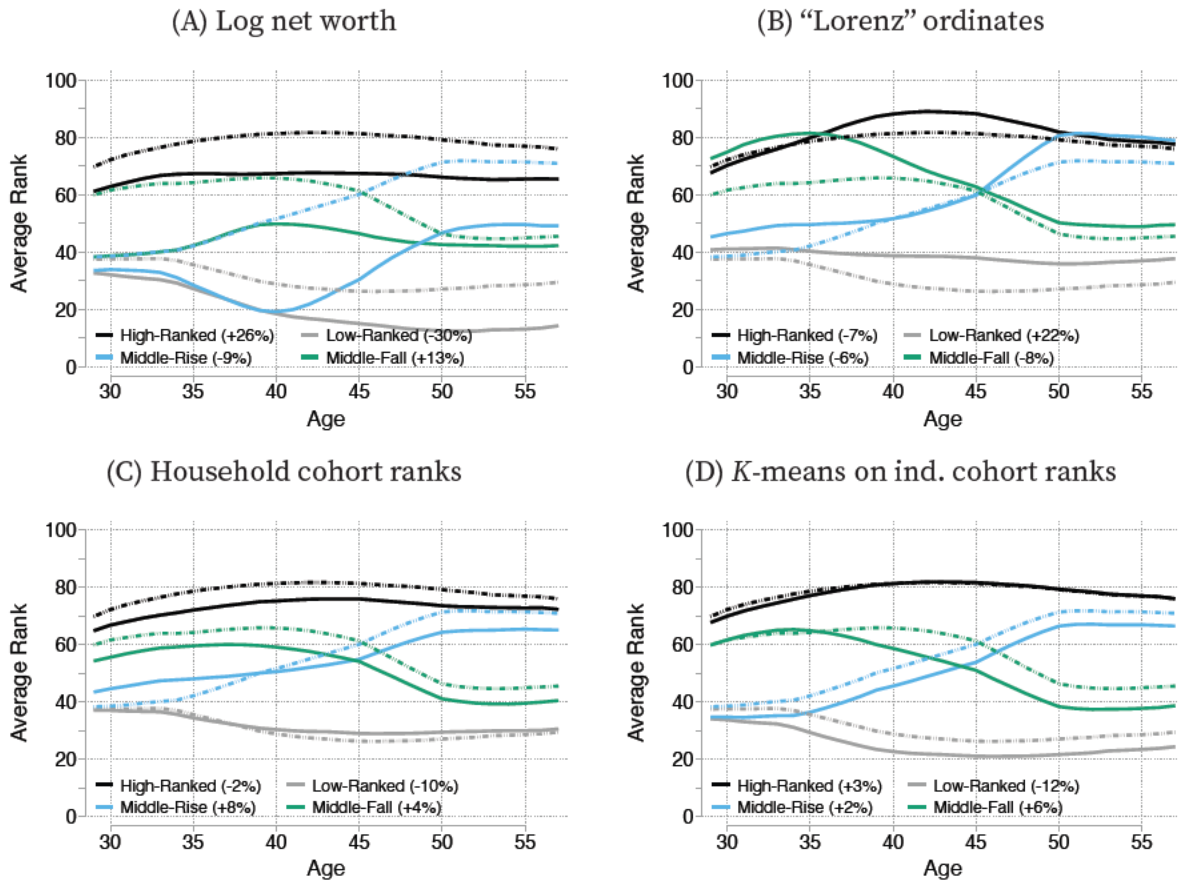 (A) Log net worth
Average Rank
100
80
60
40
20
0
High-Ranked (+26%)
Low-Ranked (-30%)
Middle-Rise (-9%)
Middle-Fall (+13%)
30 35 40 45 50 55
Age
(B) “Lorenz” ordinates
Average Rank
100
80
60
40
20
0
High-Ranked (-7%)
Low-Ranked (+22%)
Middle-Rise (-6%)
Middle-Fall (-8%)
30 35 40 45 50 55
Age
(C) Household cohort ranks
Average Rank
100
80
60
40
20
0
High-Ranked (-2%)
Low-Ranked (-10%)
Middle-Rise (+8%)
Middle-Fall (+4%)
30 35 40 45 50 55
Age
(D) K-means on ind. cohort ranks
Average Rank
100
80
60
40
20
0
High-Ranked (+3%)
Low-Ranked (-12%)
Middle-Rise (+2%)
Middle-Fall (+6%)
30 35 40 45 50 55
Age